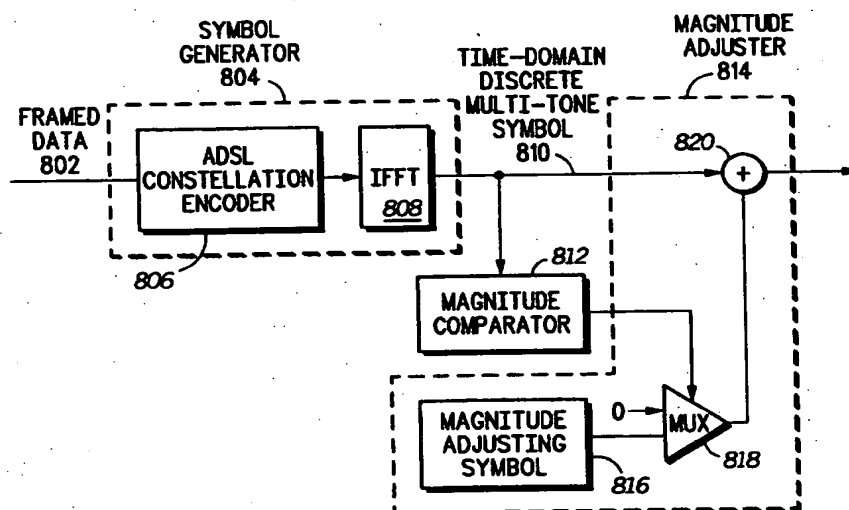 SYMBOL
GENERATOR
804
FRAMED
DATA
802
ADSL
CONSTELLATION
ENCODER
806
IFFT
808
TIME-DOMAIN
DISCRETE
MULTI-TONE
SYMBOL
810
MAGNITUDE
ADJUSTER
814
820
+
812
MAGNITUDE
COMPARATOR
0
MUX
818
MAGNITUDE
ADJUSTING
SYMBOL
816